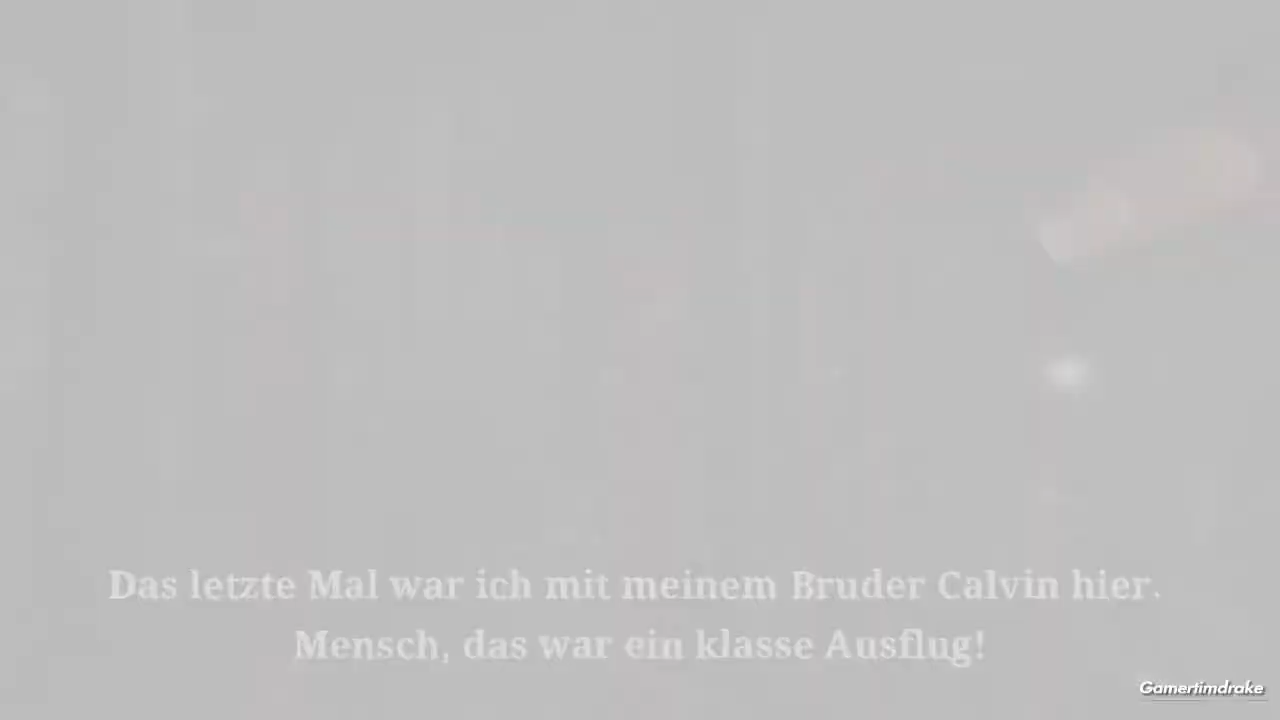 Das letzte Mal war ich mit meinem Bruder Calvin hier.
Mensch, das war ein klasse Ausflug!
Gamertimdrake